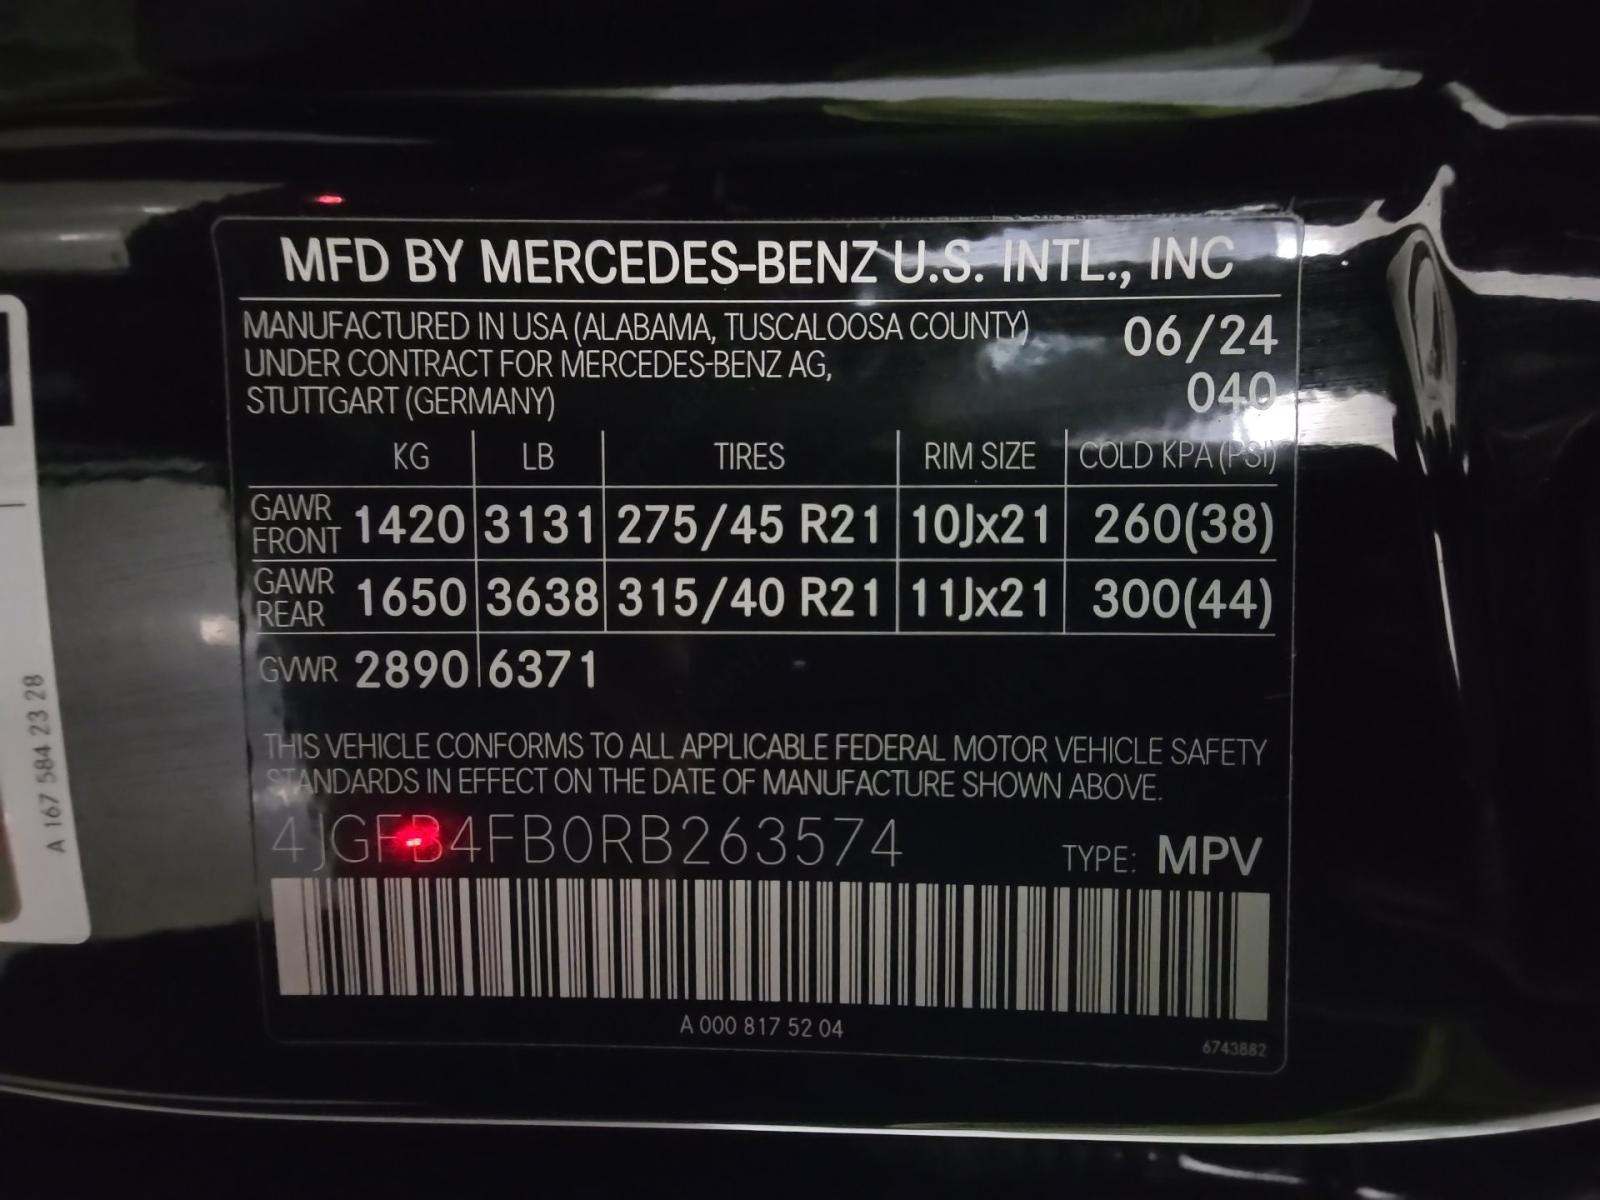 MFD BY MERCEDES-BENZ U.S. INTL., INC
MANUFACTURED IN USA (ALABAMA, TUSCALOOSA COUNTY)
UNDER CONTRACT FOR MERCEDES-BENZ AG,
STUTTGART (GERMANY)
06/24
040
KG LB TIRES RIM SIZE COLD KPA (PSI)
GAWR FRONT 1420 3131 275/45 R21 10Jx21 260(38)
GAWR REAR 1650 3638 315/40 R21 11Jx21 300(44)
GVWR 2890 6371
THIS VEHICLE CONFORMS TO ALL APPLICABLE FEDERAL MOTOR VEHICLE SAFETY
STANDARDS IN EFFECT ON THE DATE OF MANUFACTURE SHOWN ABOVE.
4JGFB4FB0RB263574 TYPE: MPV
A 000 817 52 04
6743882
A 167 584 23 28